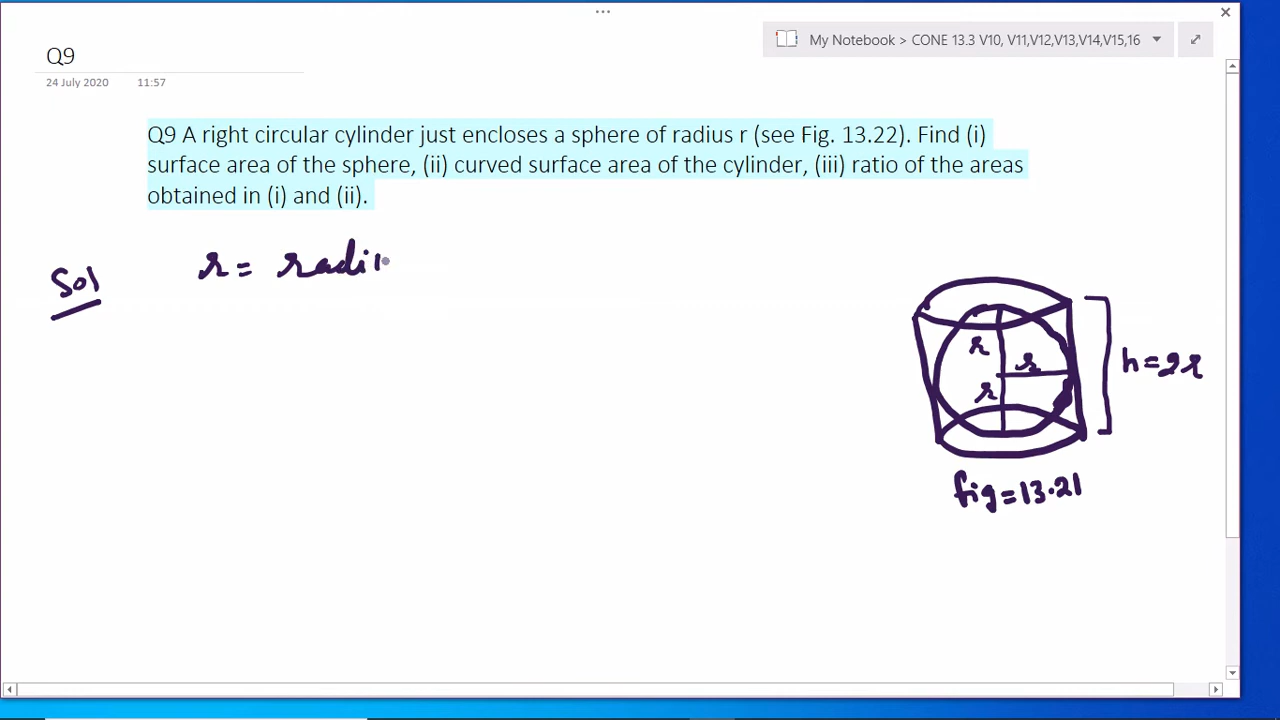 My Notebook > CONE 13.3 V10, V11,V12,V13,V14,V15,16
Q9
24 July 2020 11:57
Q9 A right circular cylinder just encloses a sphere of radius r (see Fig. 13.22). Find (i)
surface area of the sphere, (ii) curved surface area of the cylinder, (iii) ratio of the areas
obtained in (i) and (ii).
Sol
r = radi
r
r
r
h=2r
fig=13.21